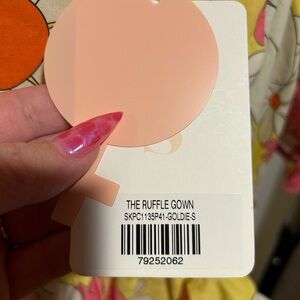 THE RUFFLE GOWN
SKPC1135P41-GOLDIE-S
79252062